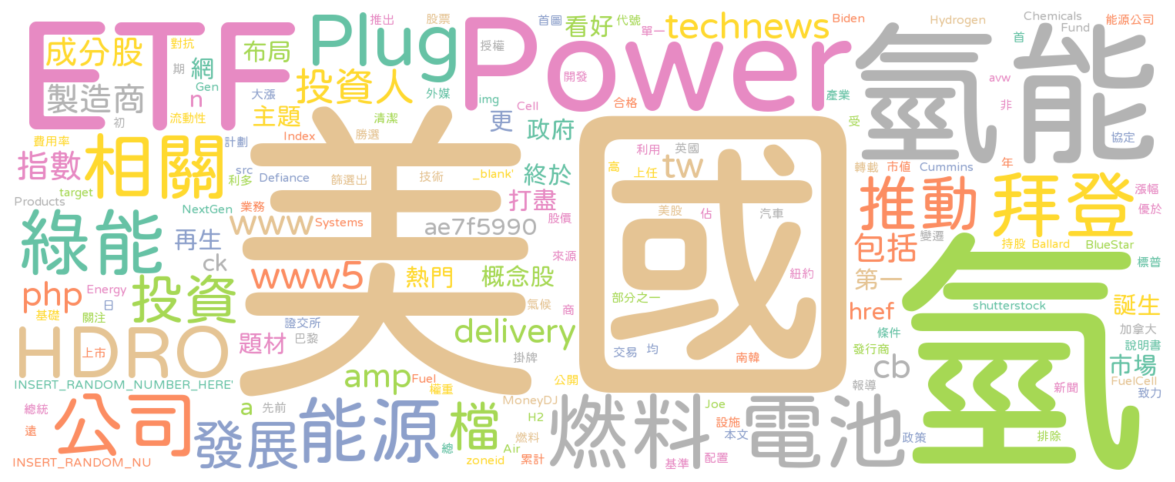 推出
股票
首圖
看好
代號
單一
technews
Biden
Hydrogen
Chemicals
Fund
能源公司
ETF
成分股
對抗
布局
Plug
Power
授權
氫能
首
網
期
Gen
投資人
外媒
開發
avw
製造商
n
大漲
清潔
img
Cell
合格
產業
非
流動性
初
主題
更
政府
受
協定
費用率
計劃
Index
勝選
利用
英國
高
上任
tw
指數
相關
利多
src
Defiance
篩選出
技術
_blank'
終於
轉載
市值
Cummins
年
target
NextGen
業務
打盡
美股
佔
汽車
推動
拜登
漲幅
優於
Products
綠能
www
Systems
ae7f5990
股價
美國
變遷
持股
Ballard
BlueStar
再生
ck
來源
包括
標普
php
Energy
日
投資
www5
熱門
概念股
紐約
第一
氫
基礎
關注
氣候
商
部分之一
shutterstock
誕生
證交所
巴黎
href
HDRO
上市
題材
delivery
交易
均
南韓
條件
發行商
加拿大
說明書
掛牌
市場
INSERT_RANDOM_NUMBER_HERE'
amp
Fuel
權重
公開
cb
報導
新聞
FuelCell
致力
總統
公司
a
先前
MoneyDJ
H2
Joe
設施
遠
發展
能源
檔
總
Air
燃料
燃料
電池
本文
政策
排除
INSERT_RANDOM_NU
zoneid
累計
基準
配置